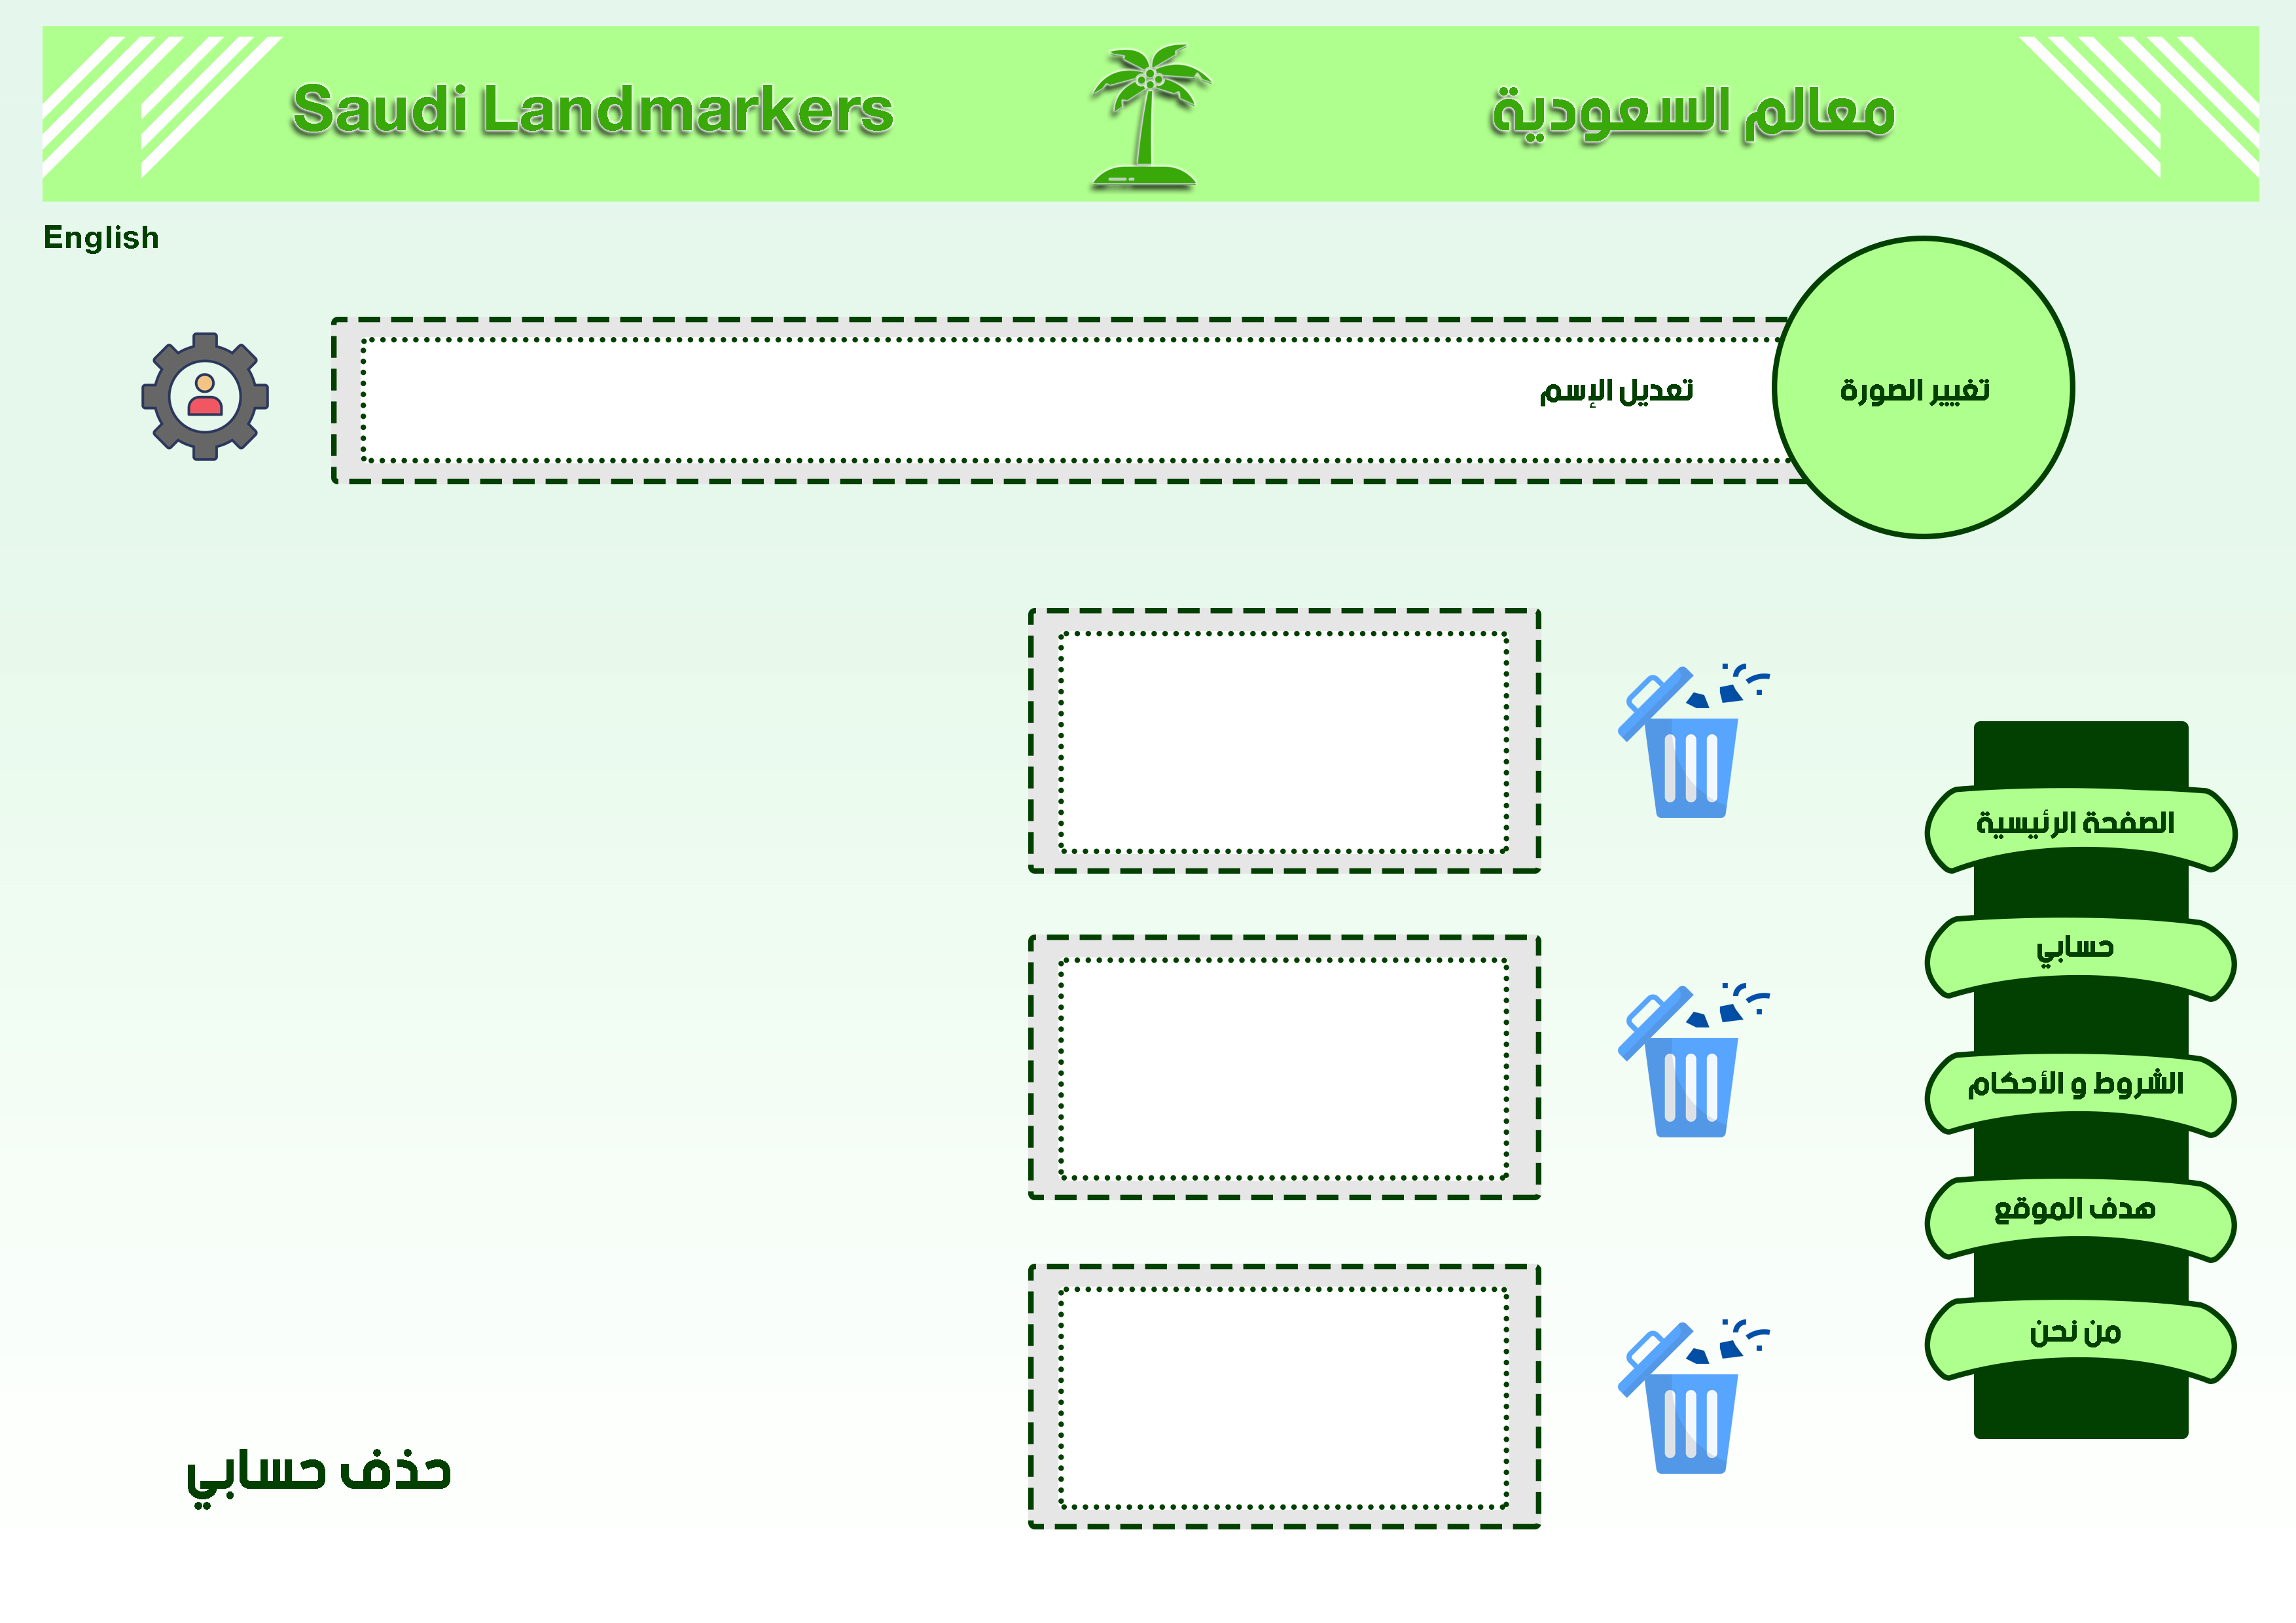 معالم السعودية
Saudi Landmarkers
English
تغيير الصورة
تعديل الإسم
الصفحة الرئيسية
حسابي
الشروط و الأحكام
هدف الموقع
من نحن
حذف حسابي